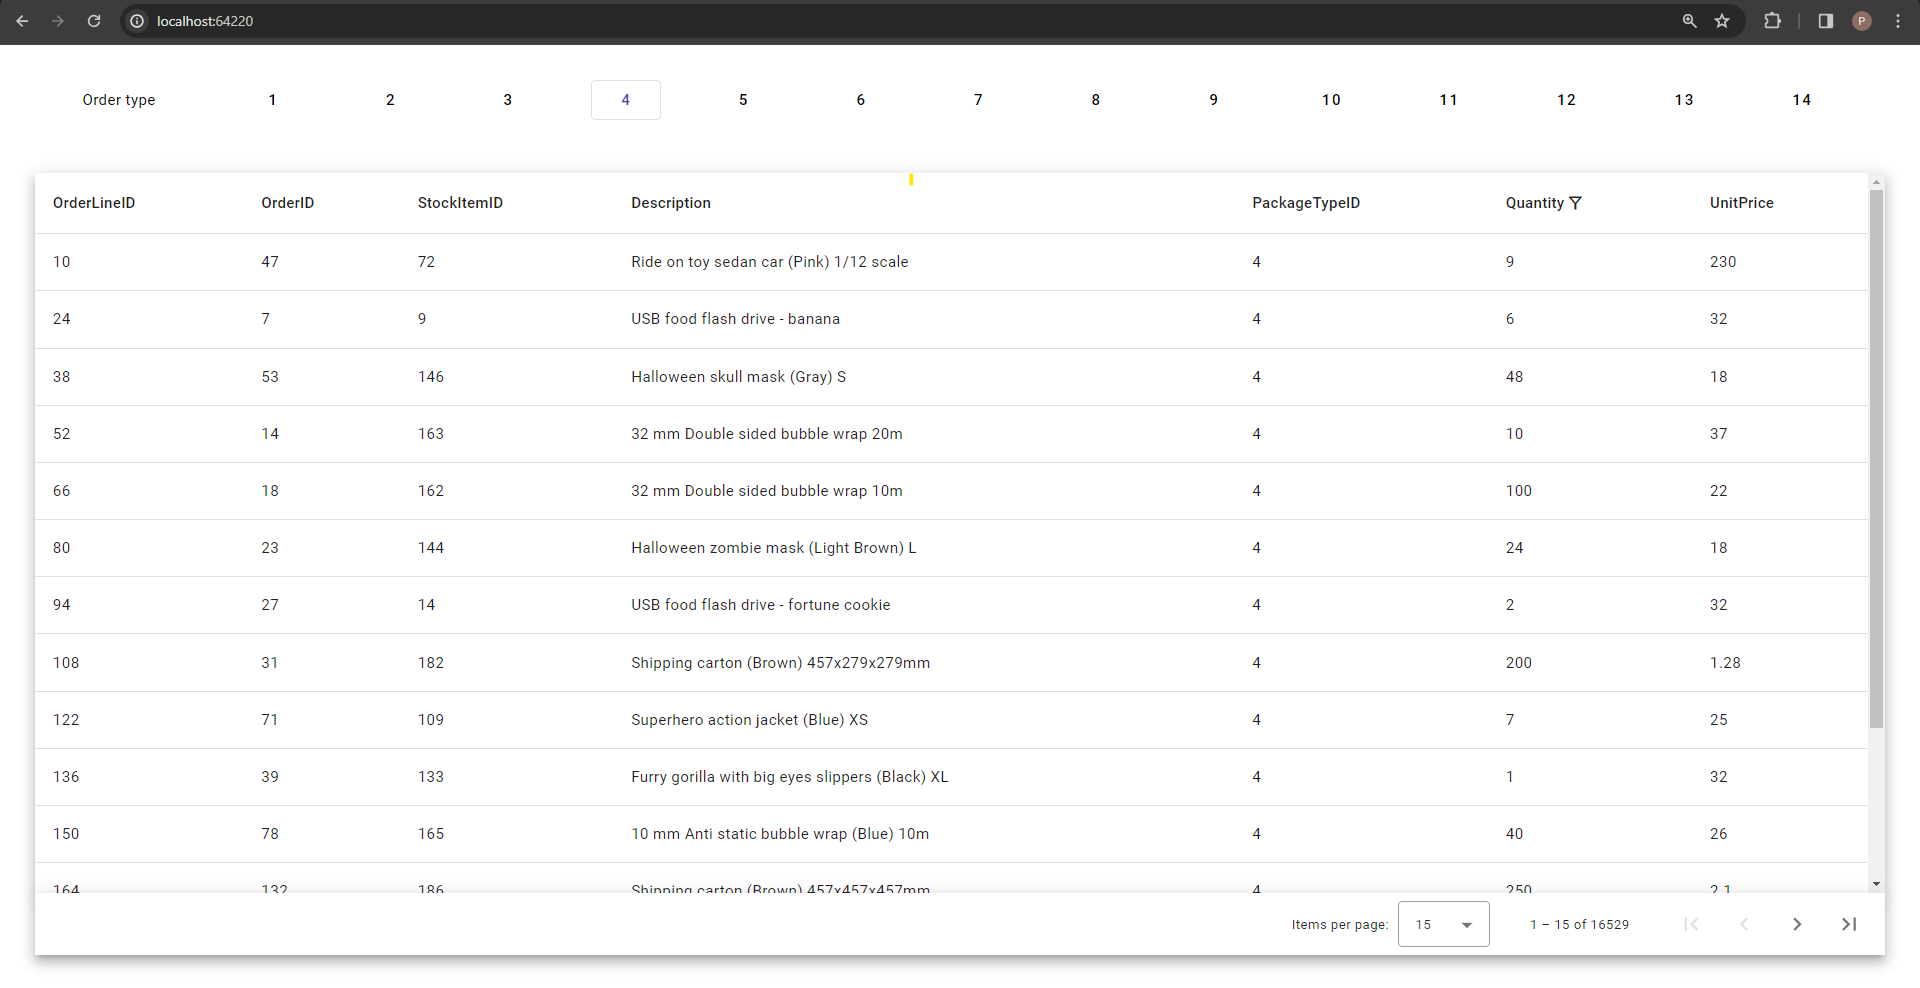 localhost:64220
P
Order type 1 2 3 4 5 6 7 8 9 10 11 12 13 14
OrderLineID OrderID StockItemID Description PackageTypeID Quantity UnitPrice
10 47 72 Ride on toy sedan car (Pink) 1/12 scale 4 9 230
24 7 9 USB food flash drive - banana 4 6 32
38 53 146 Halloween skull mask (Gray) S 4 48 18
52 14 163 32 mm Double sided bubble wrap 20m 4 10 37
66 18 162 32 mm Double sided bubble wrap 10m 4 100 22
80 23 144 Halloween zombie mask (Light Brown) L 4 24 18
94 27 14 USB food flash drive - fortune cookie 4 2 32
108 31 182 Shipping carton (Brown) 457x279x279mm 4 200 1.28
122 71 109 Superhero action jacket (Blue) XS 4 7 25
136 39 133 Furry gorilla with big eyes slippers (Black) XL 4 1 32
150 78 165 10 mm Anti static bubble wrap (Blue) 10m 4 40 26
164 132 186 Shipping carton (Brown) 457x457x457mm 4 250 2.1
Items per page: 15 1 – 15 of 16529